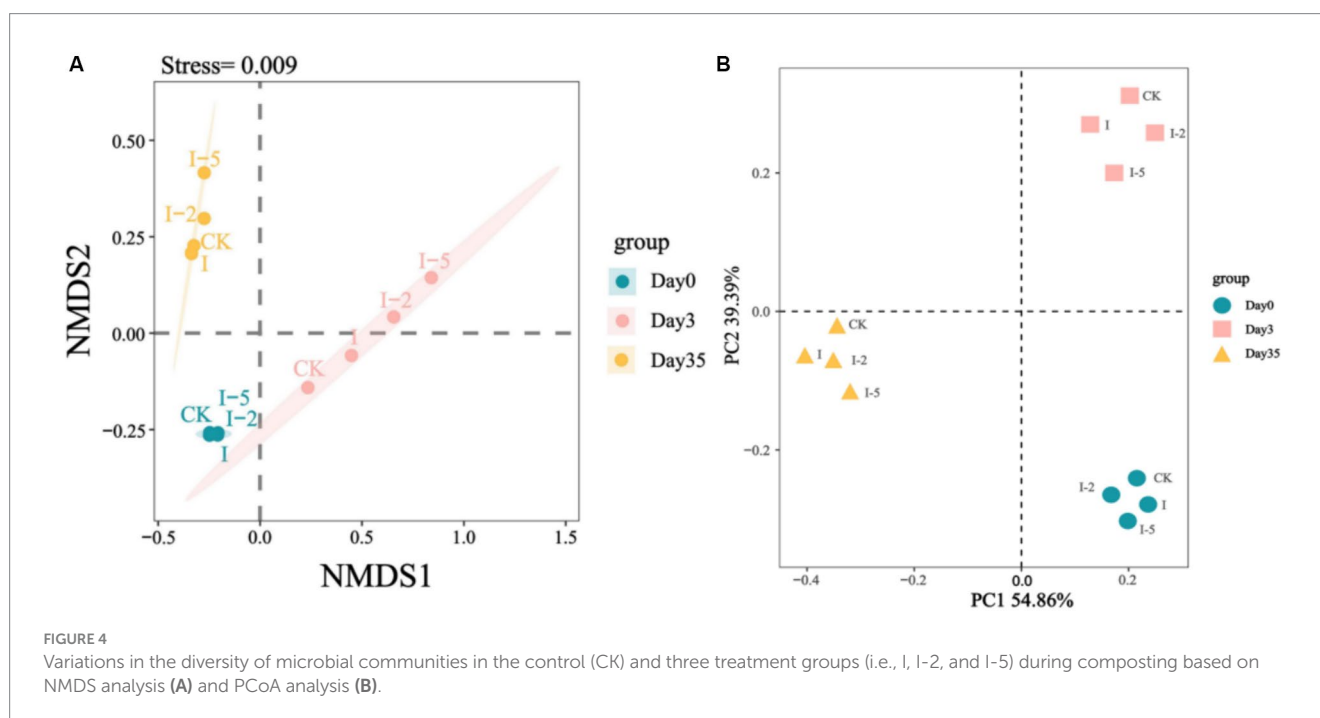 A
Stress= 0.009
0.50
0.25
0.00
−0.25
NMDS2
I−5
I−2
CK
I
I−5
I−2
I
CK
I−5
CK
I−2
I
−0.5
0.0
0.5
1.0
1.5
NMDS1
group
Day0
Day3
Day35
B
CK
I
I-2
I-5
0.2
0.0
−0.2
PC2 39.39%
CK
I
I-2
I-5
CK
I-2
I
I-5
−0.4
−0.2
0.0
0.2
PC1 54.86%
group
Day0
Day3
Day35
FIGURE 4
Variations in the diversity of microbial communities in the control (CK) and three treatment groups (i.e., I, I-2, and I-5) during composting based on
NMDS analysis (A) and PCoA analysis (B).